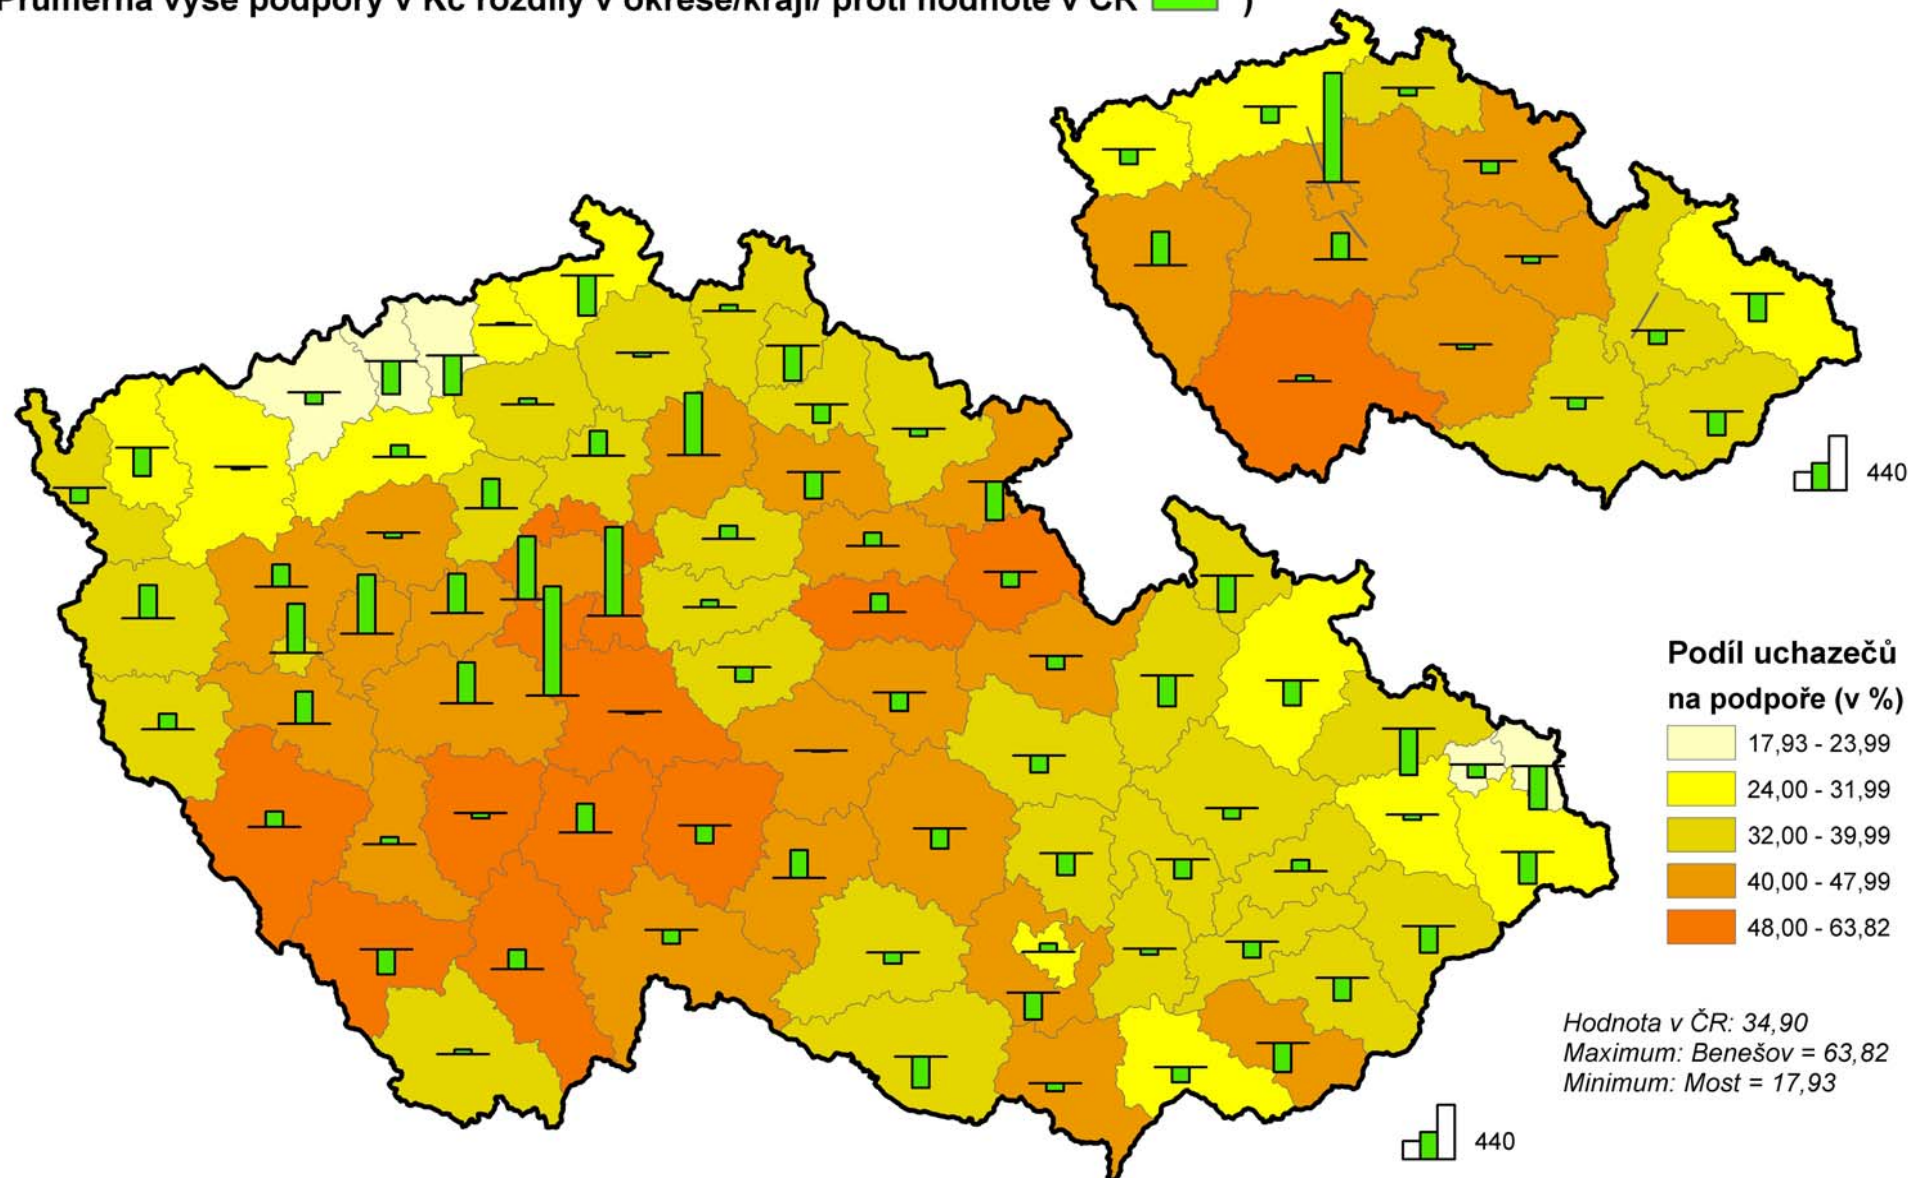 Průměrná výše podpory v Kč rozdíly v okrese/kraji/ proti hodnotě v ČR *)
440
Podíl uchazečů
na podpoře (v %)
17,93 - 23,99
24,00 - 31,99
32,00 - 39,99
40,00 - 47,99
48,00 - 63,82
Hodnota v ČR: 34,90
Maximum: Benešov = 63,82
Minimum: Most = 17,93
440